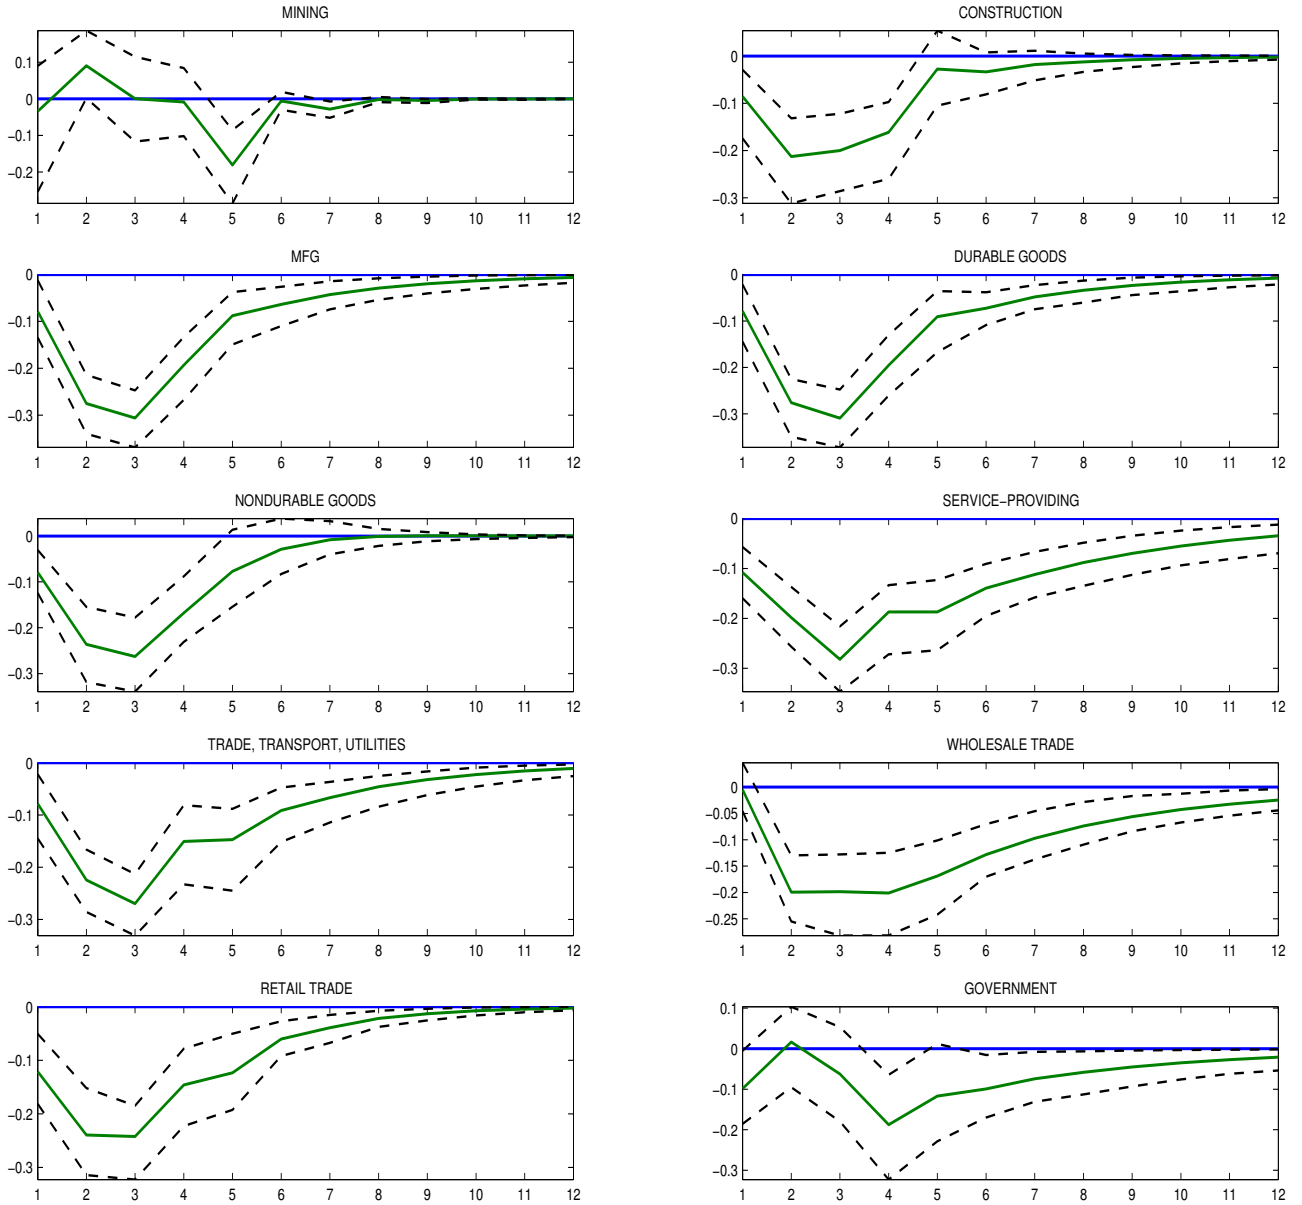 MINING
0.1
0
−0.1
−0.2
1 2 3 4 5 6 7 8 9 10 11 12
CONSTRUCTION
0
−0.1
−0.2
−0.3
1 2 3 4 5 6 7 8 9 10 11 12
MFG
0
−0.1
−0.2
−0.3
1 2 3 4 5 6 7 8 9 10 11 12
DURABLE GOODS
0
−0.1
−0.2
−0.3
1 2 3 4 5 6 7 8 9 10 11 12
NONDURABLE GOODS
0
−0.1
−0.2
−0.3
1 2 3 4 5 6 7 8 9 10 11 12
SERVICE−PROVIDING
0
−0.1
−0.2
−0.3
1 2 3 4 5 6 7 8 9 10 11 12
TRADE, TRANSPORT, UTILITIES
0
−0.1
−0.2
−0.3
1 2 3 4 5 6 7 8 9 10 11 12
WHOLESALE TRADE
0
−0.05
−0.1
−0.15
−0.2
−0.25
1 2 3 4 5 6 7 8 9 10 11 12
RETAIL TRADE
0
−0.1
−0.2
−0.3
1 2 3 4 5 6 7 8 9 10 11 12
GOVERNMENT
0.1
0
−0.1
−0.2
−0.3
1 2 3 4 5 6 7 8 9 10 11 12